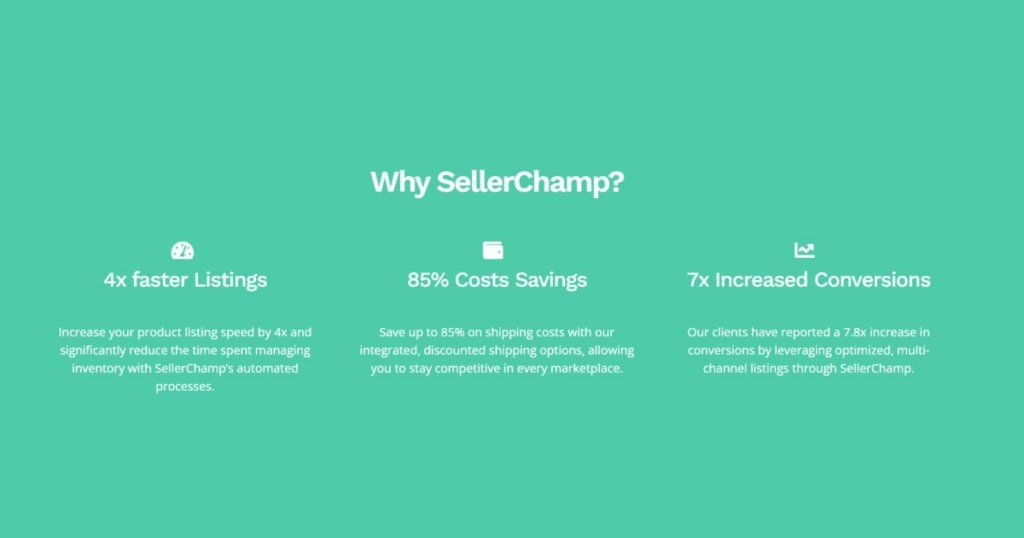 Why SellerChamp?
4x faster Listings
Increase your product listing speed by 4x and
significantly reduce the time spent managing
inventory with SellerChamp's automated
processes.
85% Costs Savings
Save up to 85% on shipping costs with our
integrated, discounted shipping options, allowing
you to stay competitive in every marketplace.
7x Increased Conversions
Our clients have reported a 7.8x increase in
conversions by leveraging optimized, multi-
channel listings through SellerChamp.